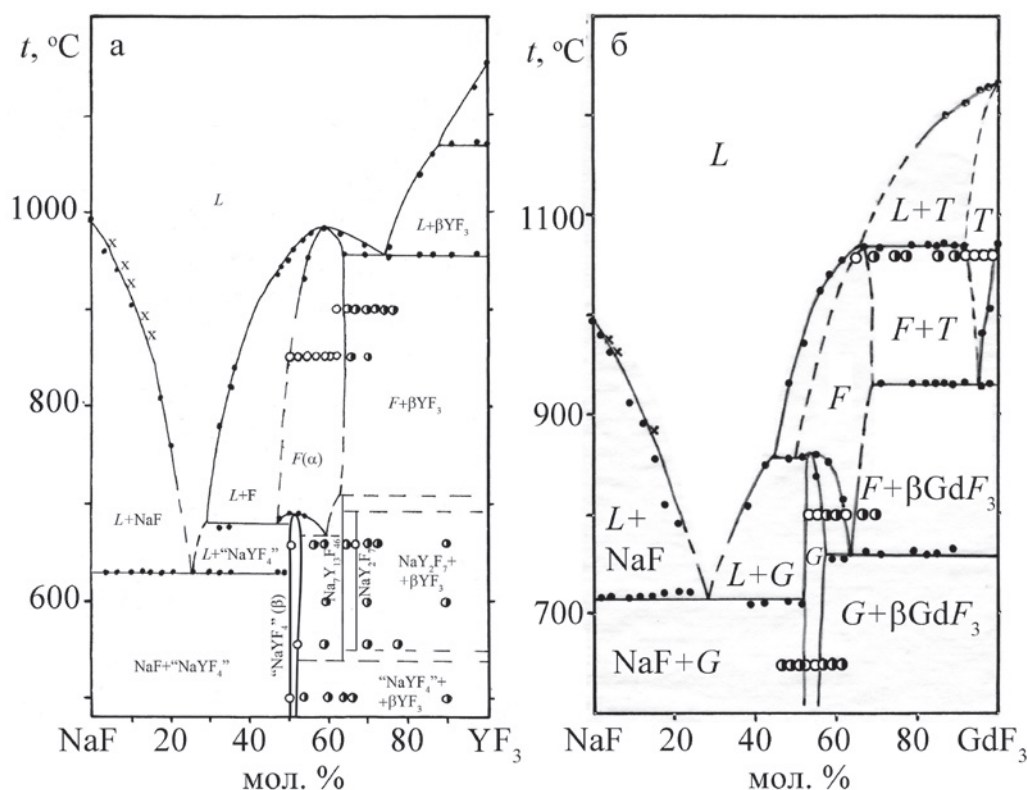 t, °C
а
1000
800
600
L
L+βYF₃
F+βYF₃
F(α)
L+F
L+NaF
L+“NaYF₄”
“NaYF₄” (β)
Na₇Y₁₃F₄₆
NaY₂F₇
NaY₂F₇+
+βYF₃
NaF+“NaYF₄”
“NaYF₄”+
+βYF₃
NaF 20 40 60 80 YF₃
мол. %
t, °C
б
1100
900
700
L
L+T
T
F+T
F
F+βGdF₃
L+
NaF
L+G
G
G+βGdF₃
NaF+G
NaF 20 40 60 80 GdF₃
мол. %